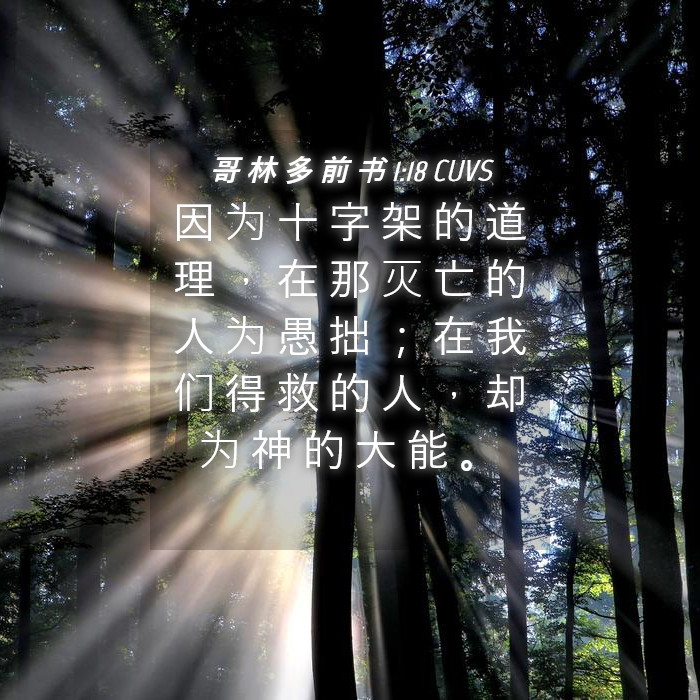 哥林多前书 1:18 CUVS
因为十字架的道
理，在那灭亡的
人为愚拙；在我
们得救的人，却
为神的大能。